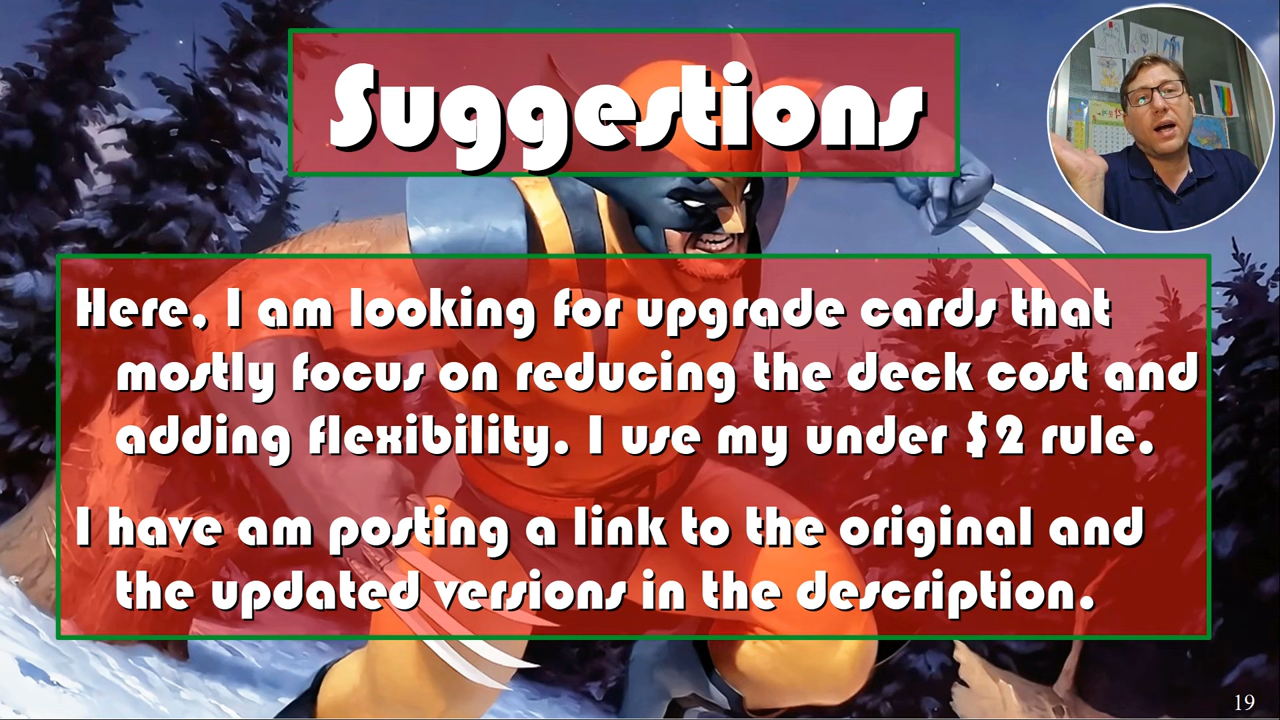 Suggestions
Here, I am looking for upgrade cards that
mostly focus on reducing the deck cost and
adding flexibility. I use my under $2 rule.
I have am posting a link to the original and
the updated versions in the description.
19